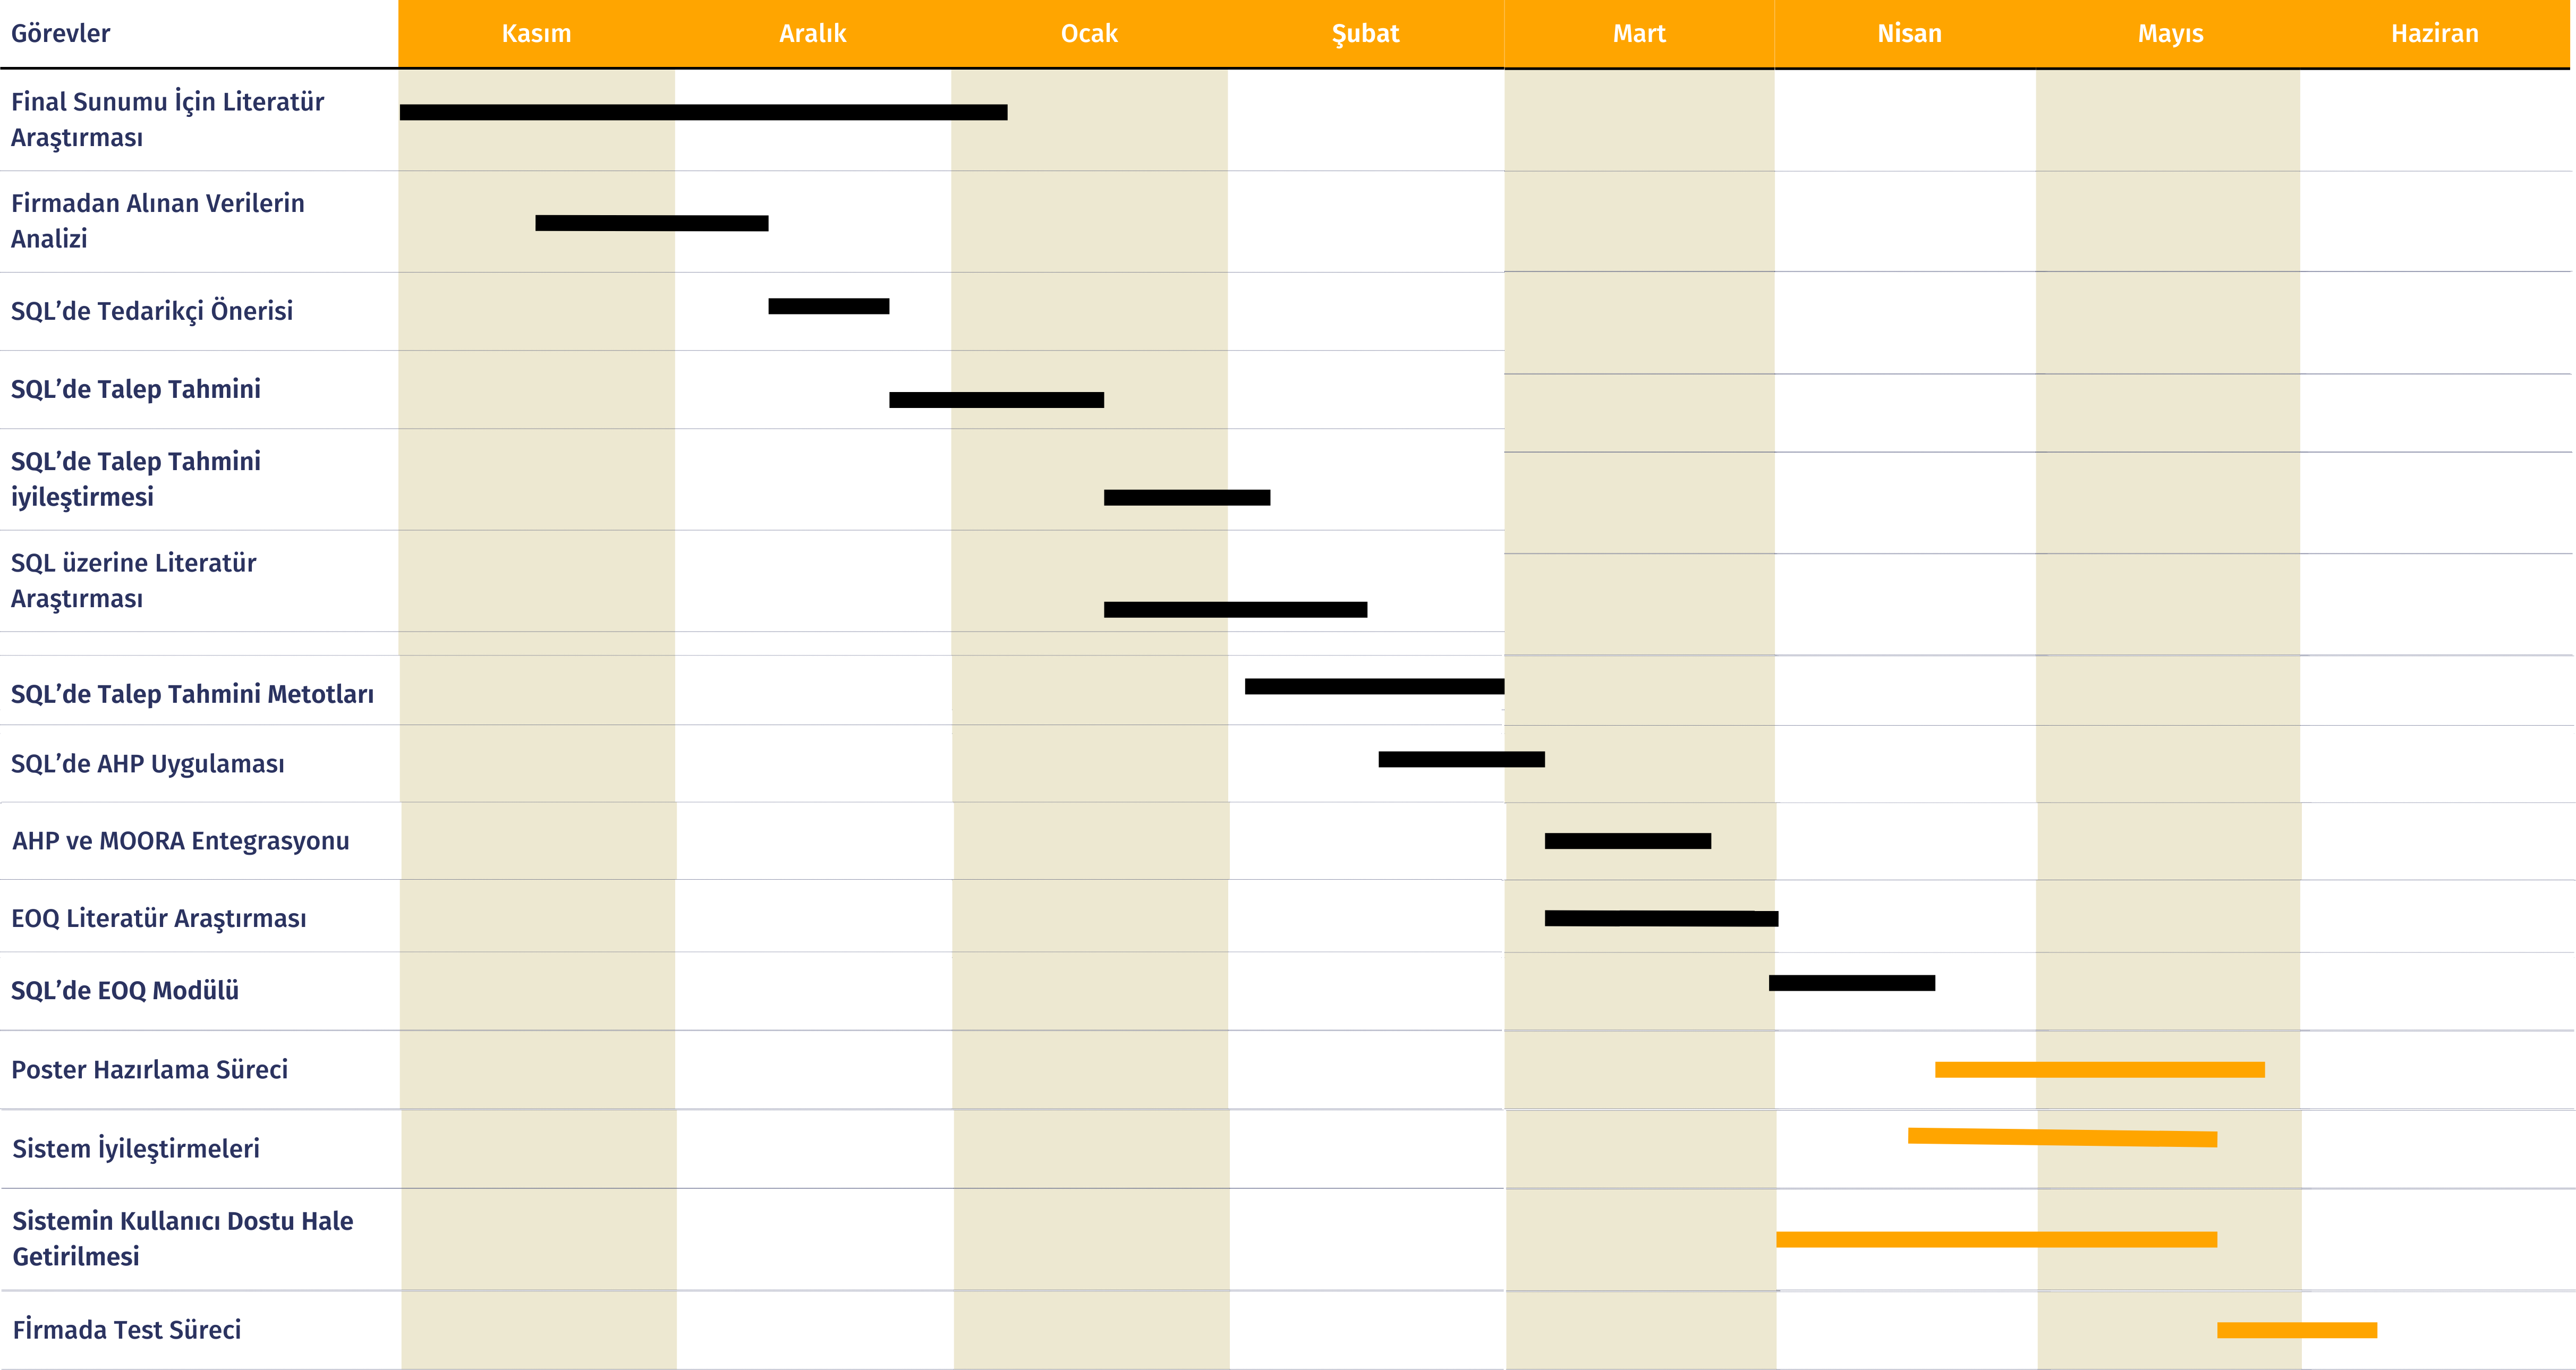 Görevler Kasım Aralık Ocak Şubat Mart Nisan Mayıs Haziran
Final Sunumu İçin Literatür
Araştırması
Firmadan Alınan Verilerin
Analizi
SQL’de Tedarikçi Önerisi
SQL’de Talep Tahmini
SQL’de Talep Tahmini
iyileştirmesi
SQL üzerine Literatür
Araştırması
SQL’de Talep Tahmini Metotları
SQL’de AHP Uygulaması
AHP ve MOORA Entegrasyonu
EOQ Literatür Araştırması
SQL’de EOQ Modülü
Poster Hazırlama Süreci
Sistem İyileştirmeleri
Sistemin Kullanıcı Dostu Hale
Getirilmesi
Fİrmada Test Süreci